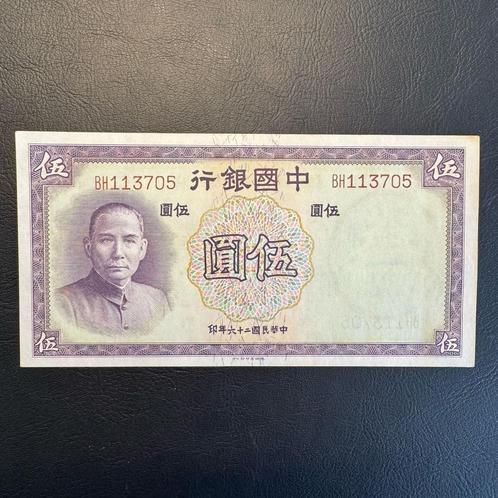 伍 伍
BH113705 BH113705
中國銀行
伍圓 伍圓
伍圓
中華民國二十六年印
伍 伍